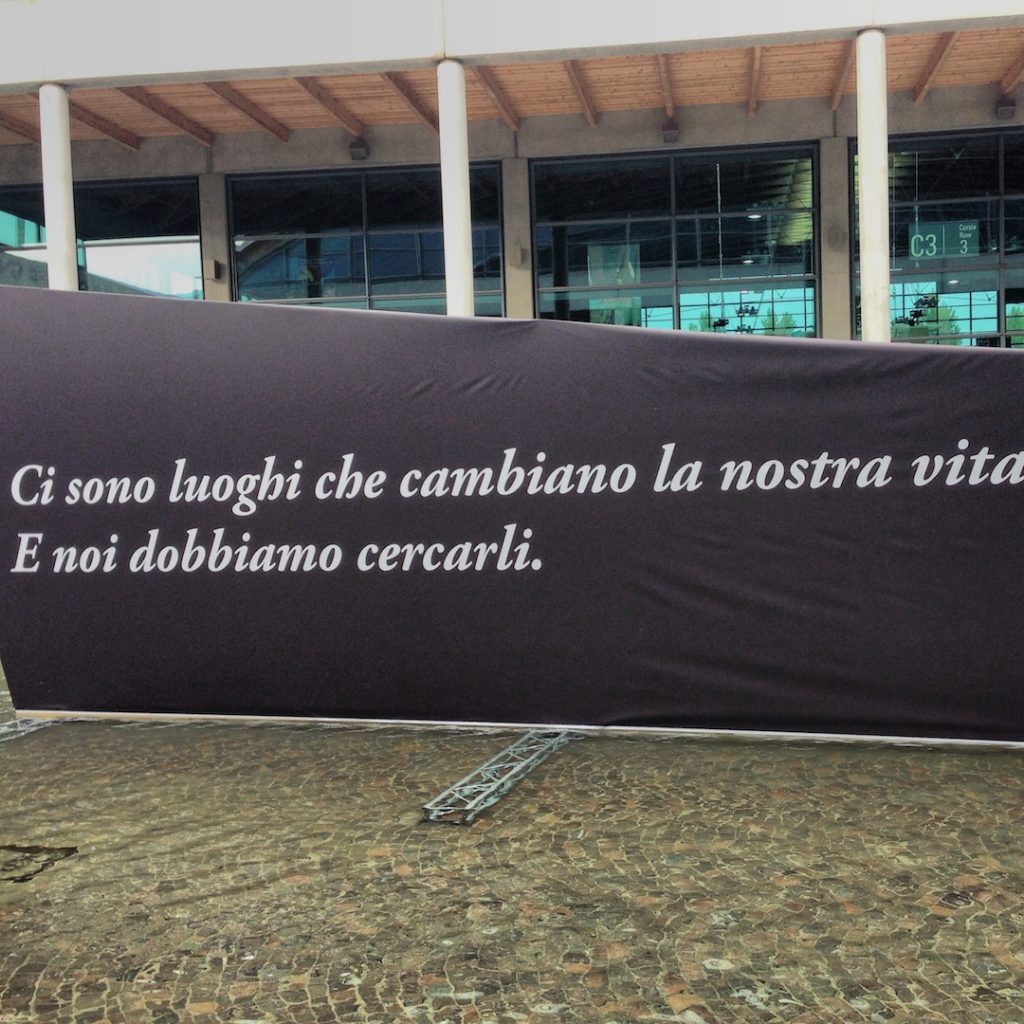 C3 Corsia
Row
3
Ci sono luoghi che cambiano la nostra vita
E noi dobbiamo cercarli.